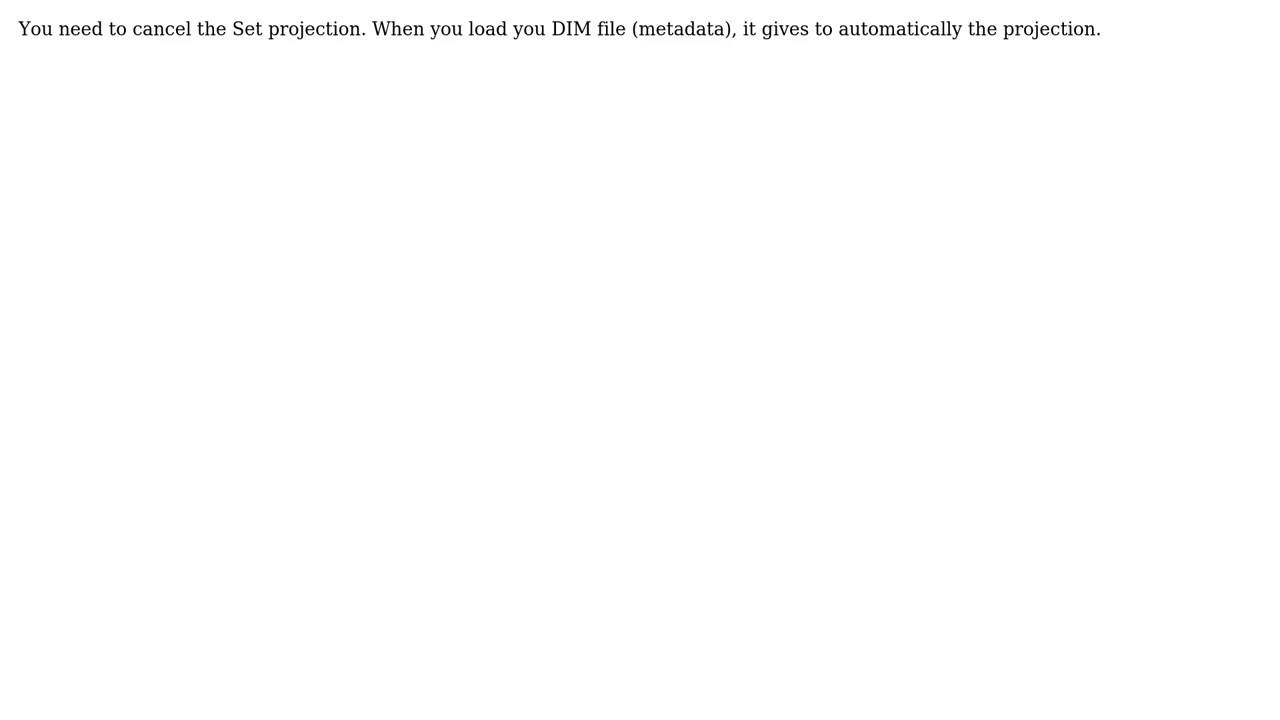 You need to cancel the Set projection. When you load you DIM file (metadata), it gives to automatically the projection.